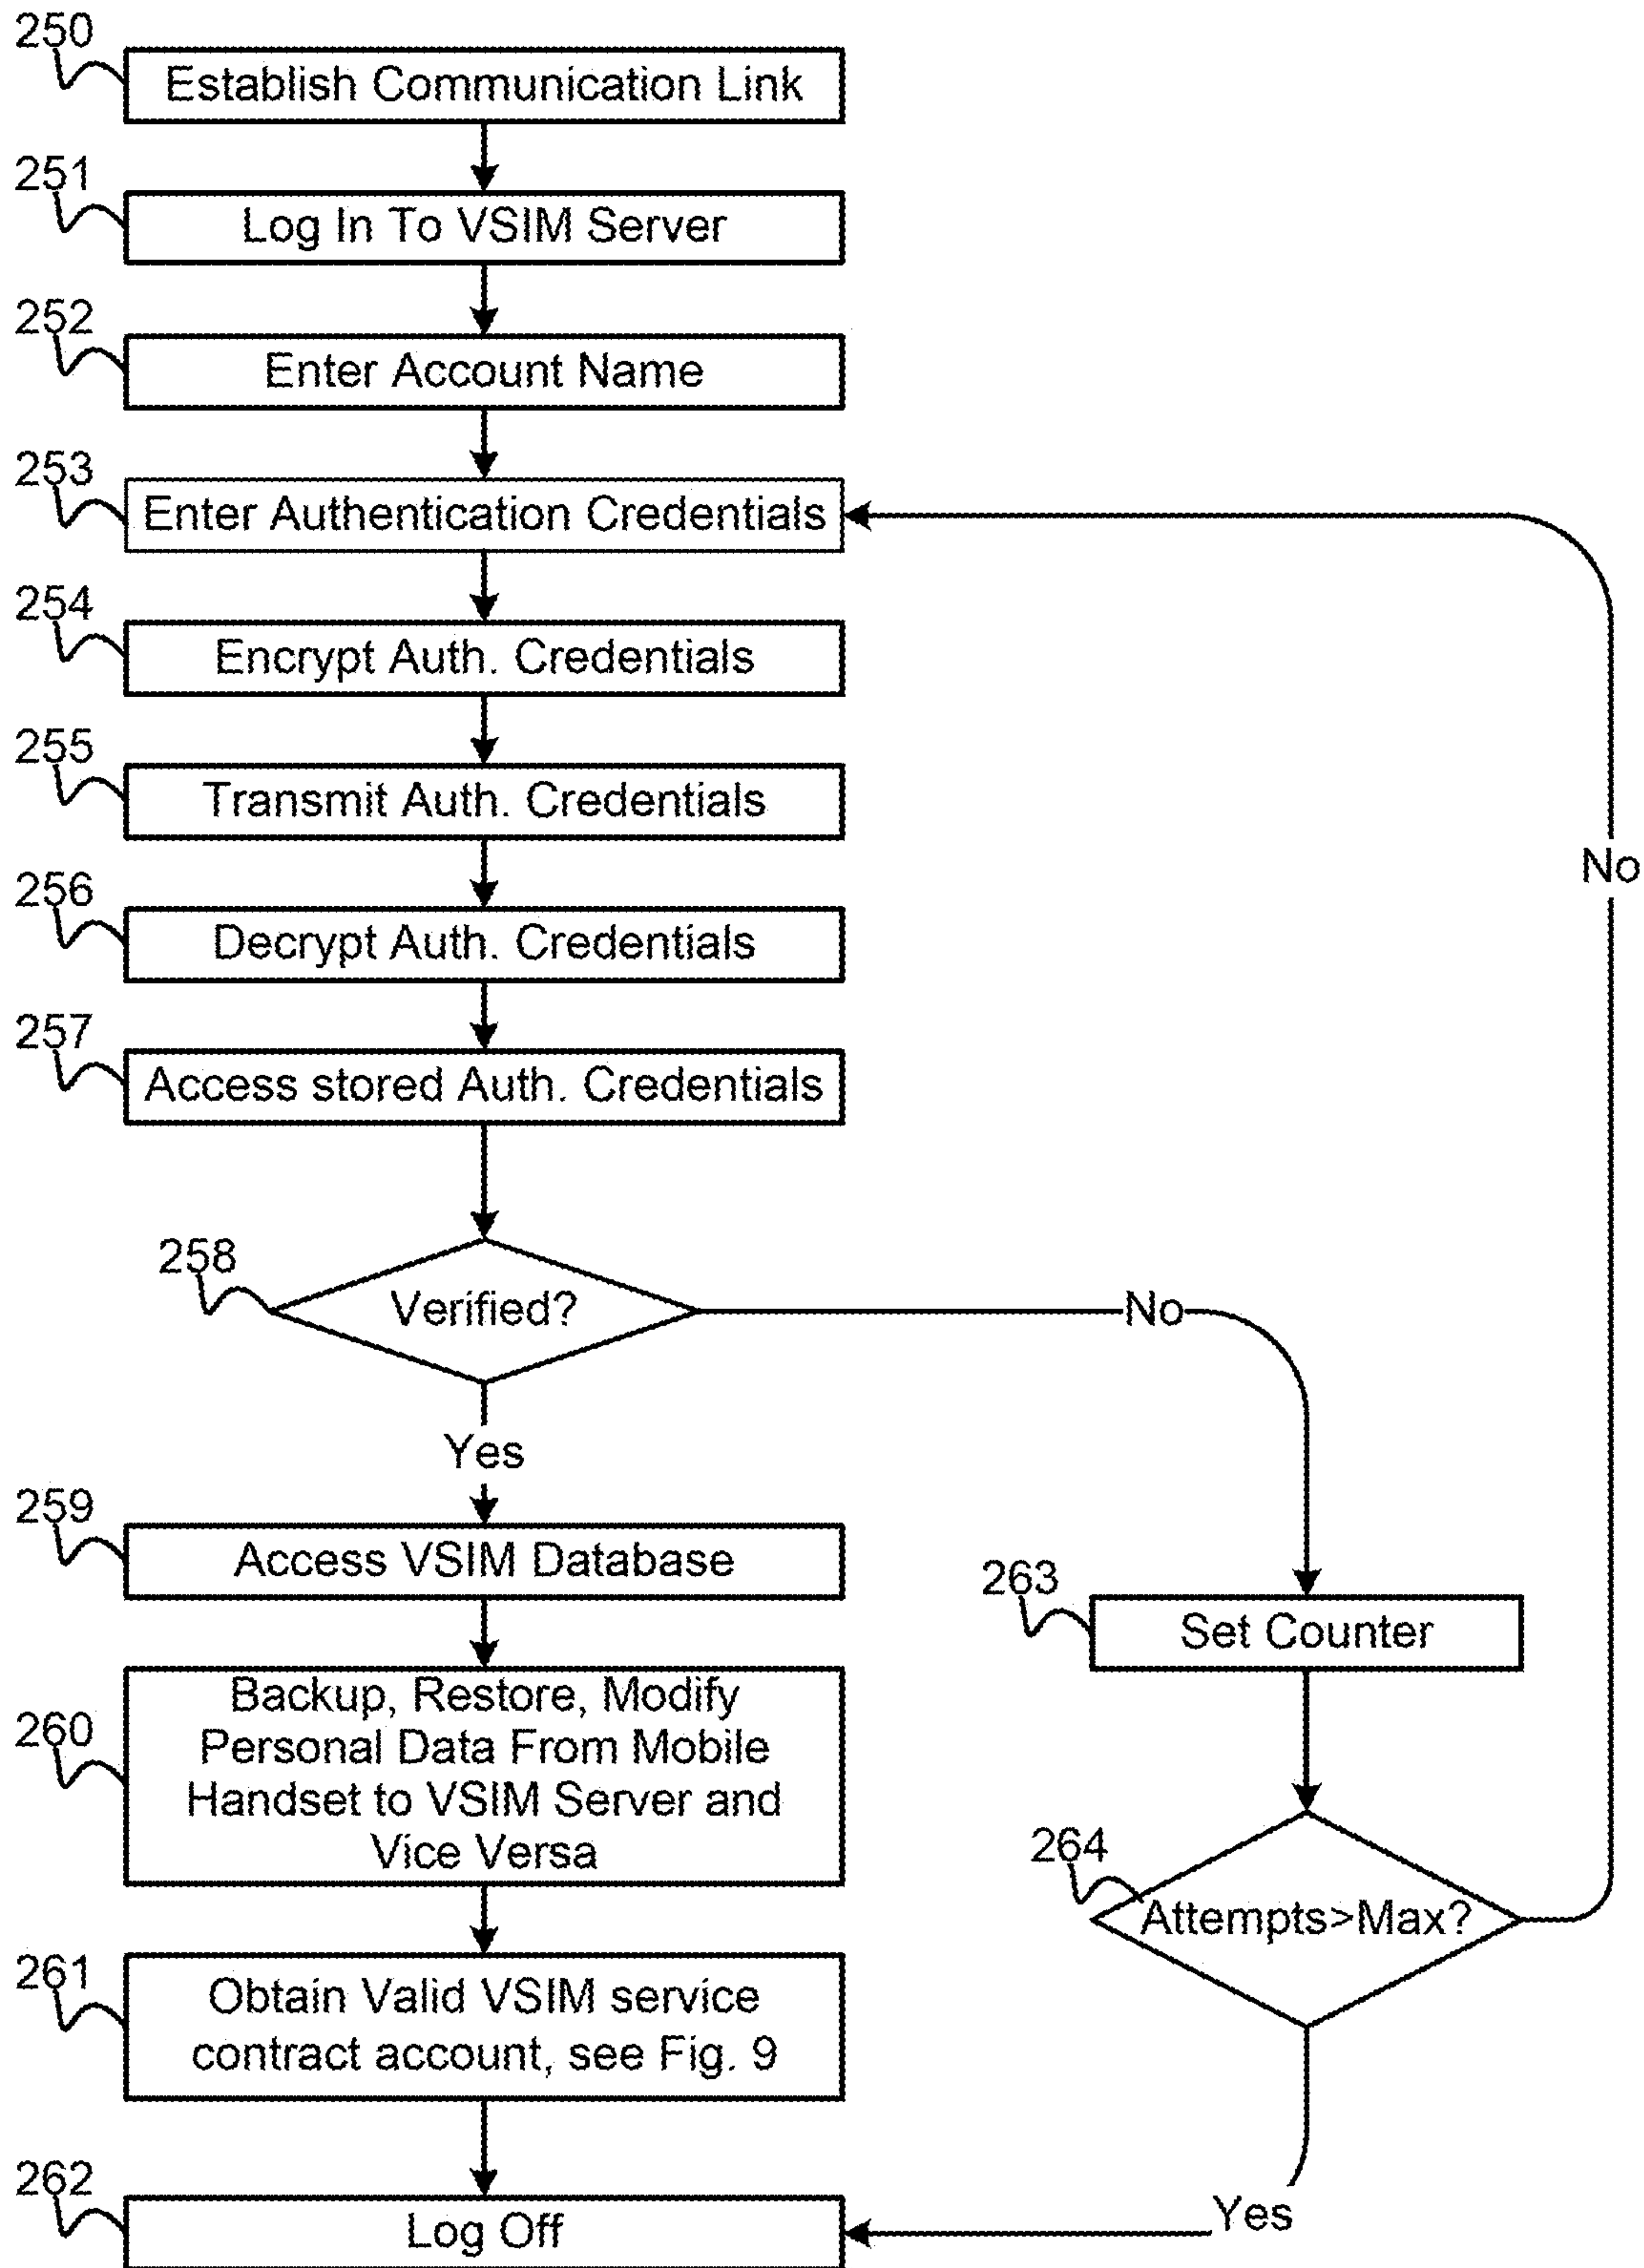 250
Establish Communication Link
251
Log In To VSIM Server
252
Enter Account Name
253
Enter Authentication Credentials
254
Encrypt Auth. Credentials
255
Transmit Auth. Credentials
No
256
Decrypt Auth. Credentials
257
Access stored Auth. Credentials
258
Verified?
No
Yes
259
Access VSIM Database
263
Set Counter
260
Backup, Restore, Modify
Personal Data From Mobile
Handset to VSIM Server and
Vice Versa
264
Attempts>Max?
261
Obtain Valid VSIM service
contract account, see Fig. 9
262
Log Off
Yes